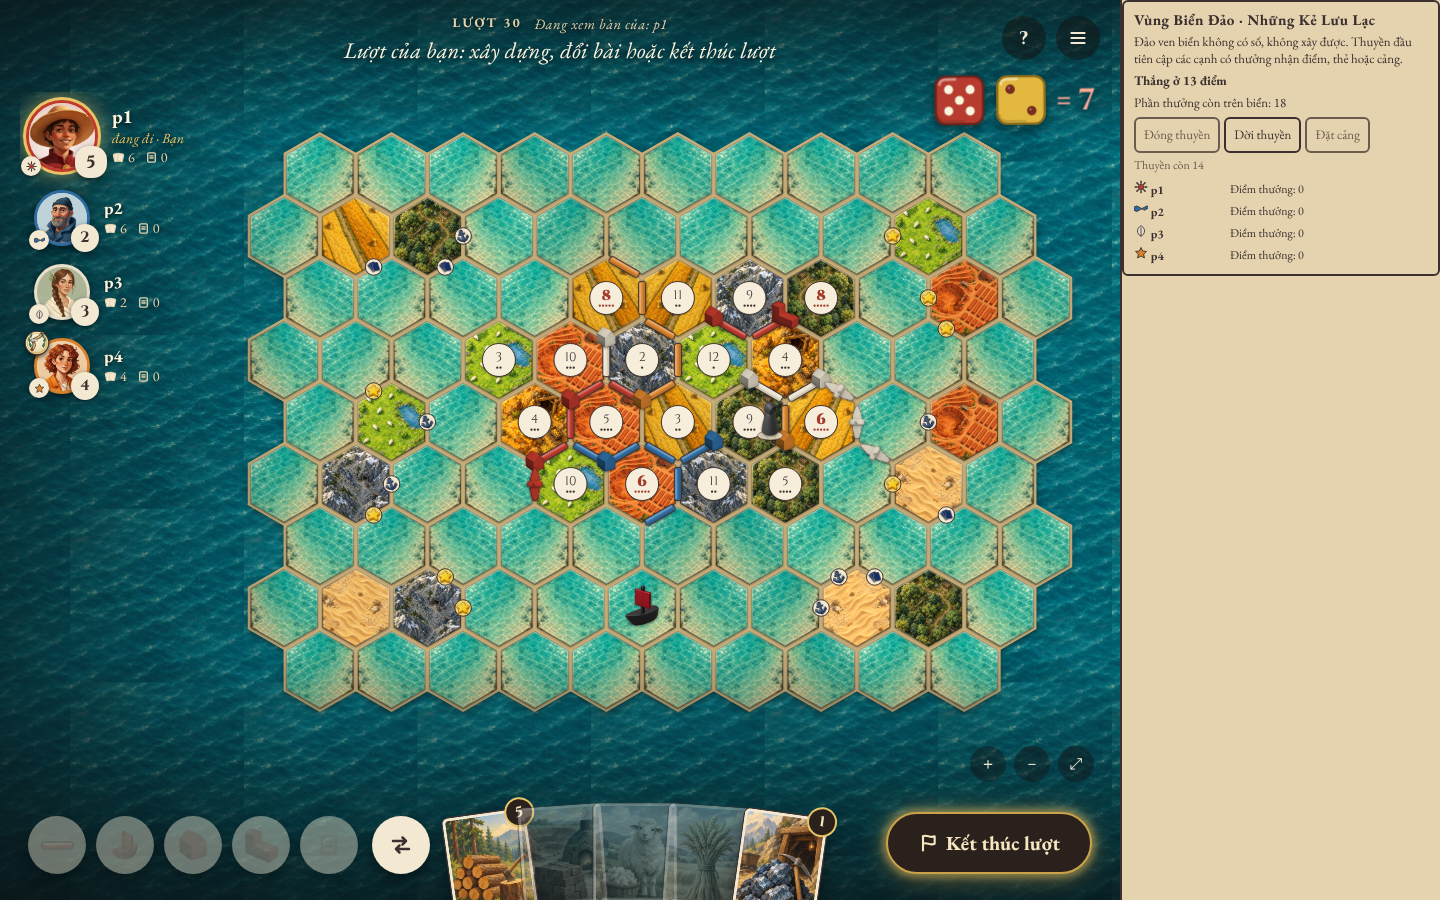 LƯỢT 30 Đang xem bàn của: p1
Lượt của bạn: xây dựng, đổi bài hoặc kết thúc lượt
?
= 7
p1
đang đi · Bạn
5
6 0
p2
6 0
2
p3
2 0
3
p4
4 0
4
8 11 9 8
3 10 2 12 4
4 5 3 9 6
10 6 11 5
+ −
5
1
Kết thúc lượt
Vùng Biển Đảo · Những Kẻ Lưu Lạc
Đảo ven biển không có số, không xây được. Thuyền đầu
tiên cập các cạnh có thưởng nhận điểm, thẻ hoặc cảng.
Thắng ở 13 điểm
Phần thưởng còn trên biển: 18
Đóng thuyền Dời thuyền Đặt cảng
Thuyền còn 14
p1 Điểm thưởng: 0
p2 Điểm thưởng: 0
p3 Điểm thưởng: 0
p4 Điểm thưởng: 0